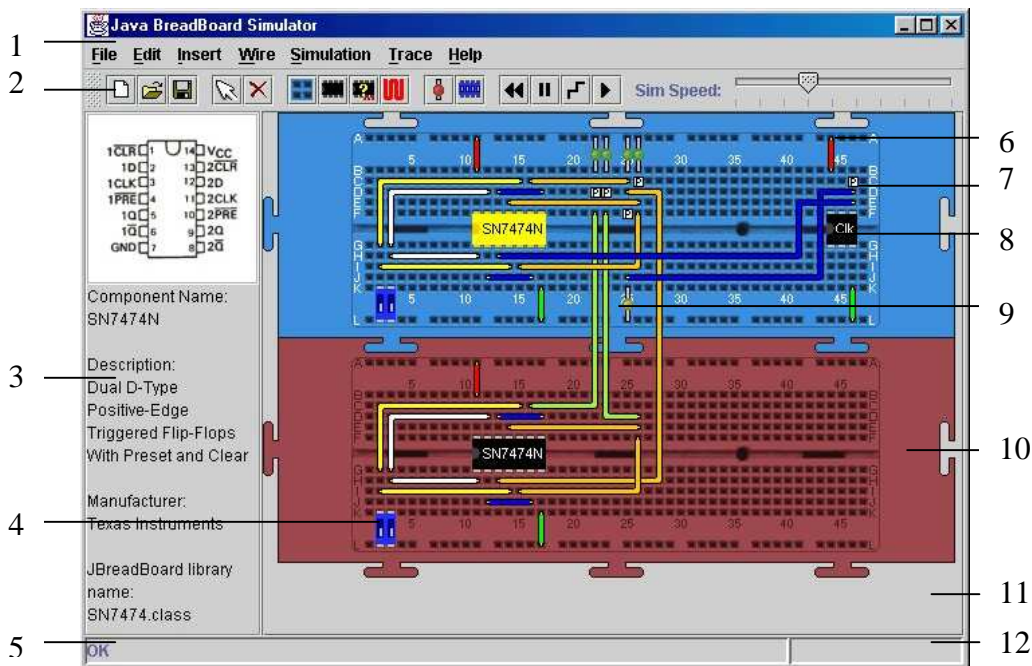 Java BreadBoard Simulator
1
File Edit Insert Wire Simulation Trace Help
2
Sim Speed:
1CLR 1 14 VCC
1D 2 13 2CLR
1CLK 3 12 2D
1PRE 4 11 2CLK
1Q 5 10 2PRE
1Q 6 9 2Q
GND 7 8 2Q
Component Name:
SN7474N
Description:
3
Dual D-Type
Positive-Edge
Triggered Flip-Flops
With Preset and Clear
Manufacturer:
4
Texas Instruments
JBreadBoard library
name:
SN7474.class
5
OK
A A
5 10 15 20 25 30 35 40 45
B B
C C
D D
E E
F F
P
P P
P
SN7474N
Clk
G G
H H
I I
J J
K K
5 10 15 20 25 30 35 40 45
L L
A A
5 10 15 20 25 30 35 40 45
B B
C C
D D
E E
F F
SN7474N
G G
H H
I I
J J
K K
5 10 15 20 25 30 35 40 45
L L
6
7
8
9
10
11
12